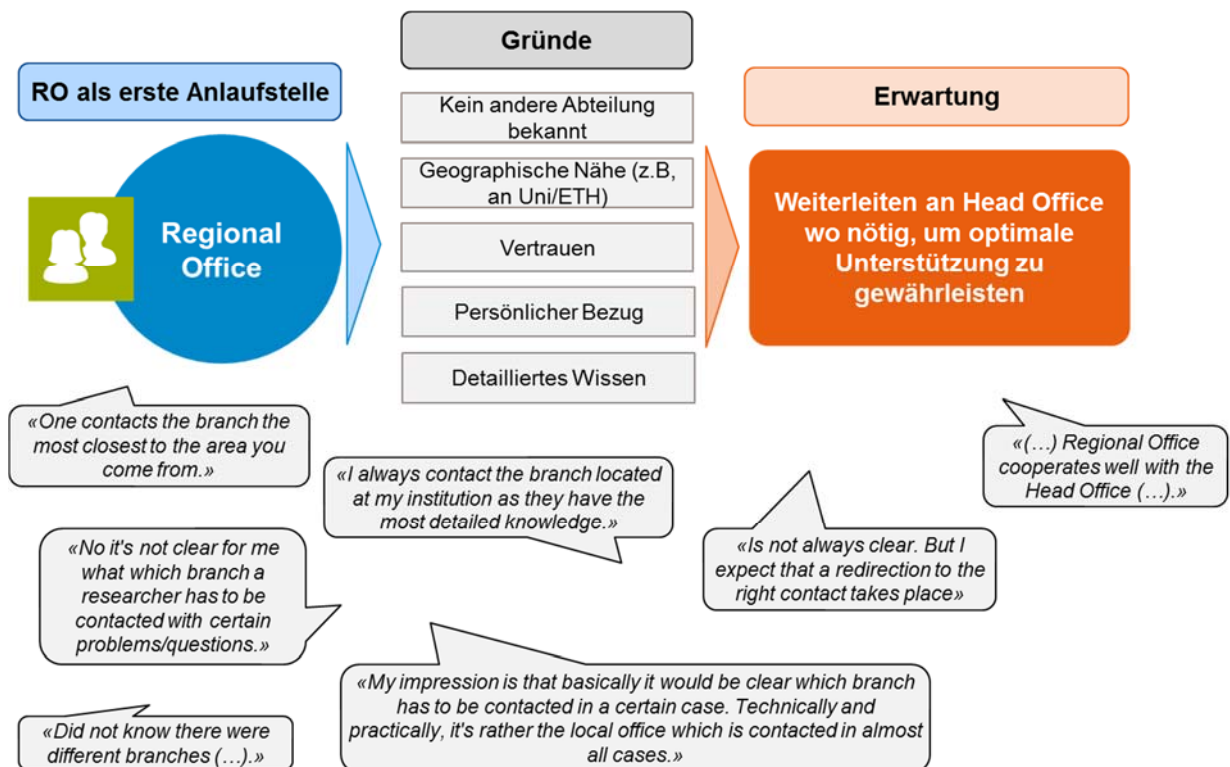 Gründe
RO als erste Anlaufstelle
Erwartung
Regional
Office
Kein andere Abteilung
bekannt
Geographische Nähe (z.B,
an Uni/ETH)
Vertrauen
Persönlicher Bezug
Detailliertes Wissen
Weiterleiten an Head Office
wo nötig, um optimale
Unterstützung zu
gewährleisten
«One contacts the branch the
most closest to the area you
come from.»
«I always contact the branch located
at my institution as they have the
most detailed knowledge.»
«(…) Regional Office
cooperates well with the
Head Office (…).»
«No it's not clear for me
what which branch a
researcher has to be
contacted with certain
problems/questions.»
«Is not always clear. But I
expect that a redirection to the
right contact takes place»
«Did not know there were
different branches (…).»
«My impression is that basically it would be clear which branch
has to be contacted in a certain case. Technically and
practically, it's rather the local office which is contacted in almost
all cases.»